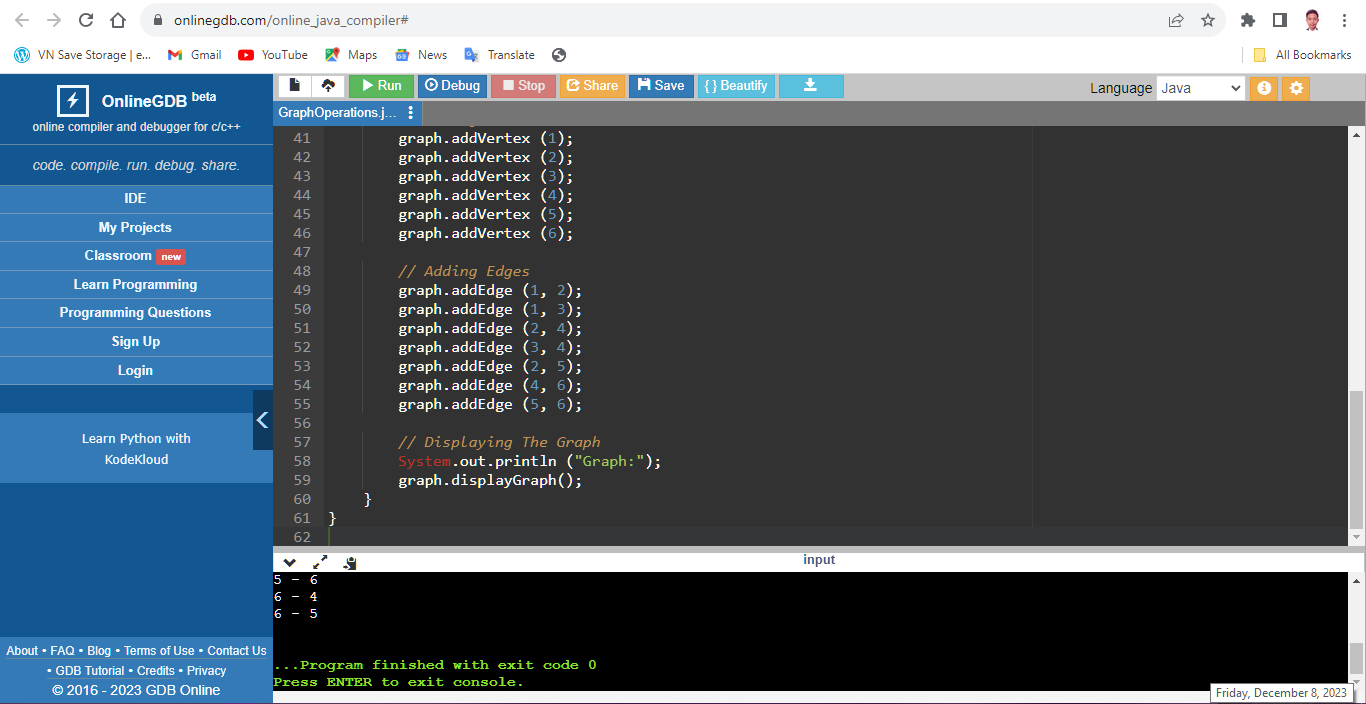 onlinegdb.com/online_java_compiler#
VN Save Storage | e...
Gmail
YouTube
Maps
News
Translate
All Bookmarks
OnlineGDB beta
online compiler and debugger for c/c++
code. compile. run. debug. share.
IDE
My Projects
Classroom new
Learn Programming
Programming Questions
Sign Up
Login
Learn Python with
KodeKloud
About • FAQ • Blog • Terms of Use • Contact Us
• GDB Tutorial • Credits • Privacy
© 2016 - 2023 GDB Online
Run
Debug
Stop
Share
Save
{ } Beautify
Language Java
GraphOperations.j...
41 graph.addVertex (1);
42 graph.addVertex (2);
43 graph.addVertex (3);
44 graph.addVertex (4);
45 graph.addVertex (5);
46 graph.addVertex (6);
47
48 // Adding Edges
49 graph.addEdge (1, 2);
50 graph.addEdge (1, 3);
51 graph.addEdge (2, 4);
52 graph.addEdge (3, 4);
53 graph.addEdge (2, 5);
54 graph.addEdge (4, 6);
55 graph.addEdge (5, 6);
56
57 // Displaying The Graph
58 System.out.println ("Graph:");
59 graph.displayGraph();
60 }
61 }
62
input
5 - 6
6 - 4
6 - 5
...Program finished with exit code 0
Press ENTER to exit console.
Friday, December 8, 2023